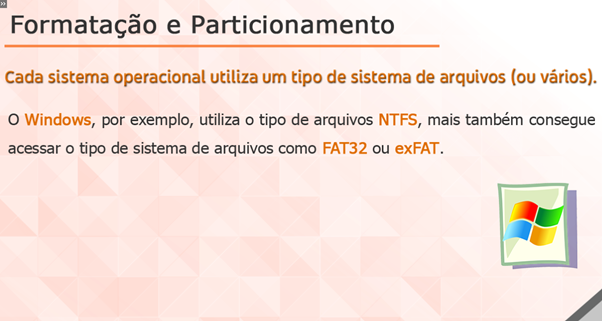 Formatação e Particionamento
Cada sistema operacional utiliza um tipo de sistema de arquivos (ou vários).
O Windows, por exemplo, utiliza o tipo de arquivos NTFS, mais também consegue
acessar o tipo de sistema de arquivos como FAT32 ou exFAT.